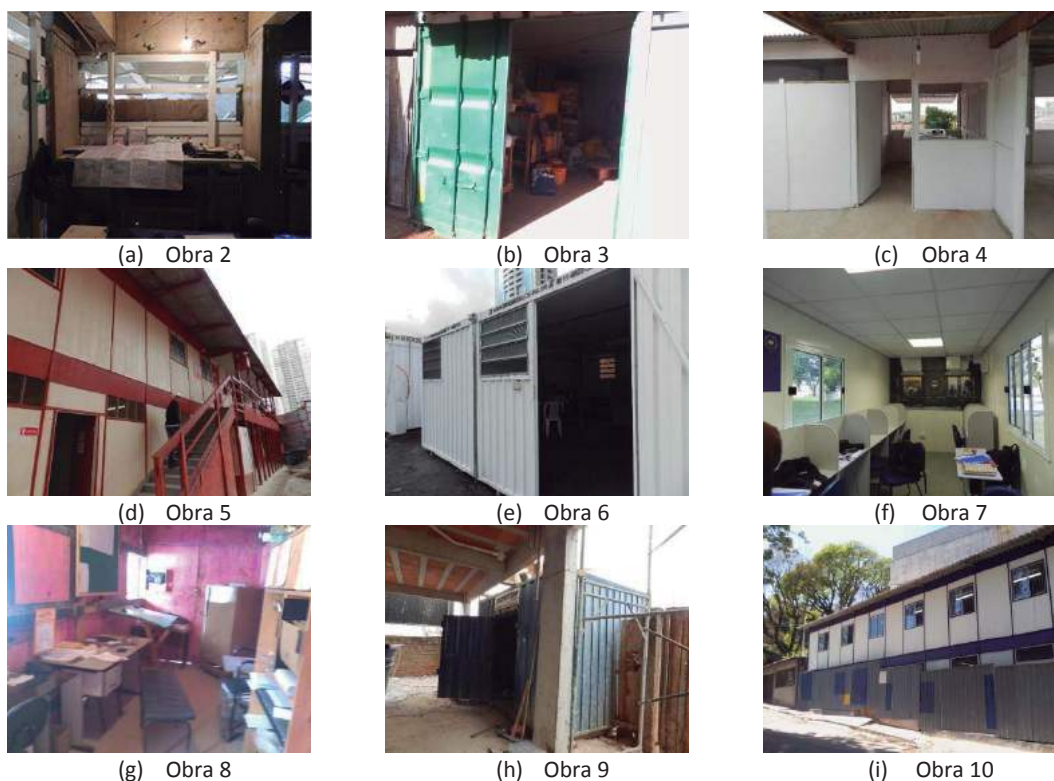 (a) Obra 2
(b) Obra 3
(c) Obra 4
(d) Obra 5
(e) Obra 6
(f) Obra 7
(g) Obra 8
(h) Obra 9
(i) Obra 10